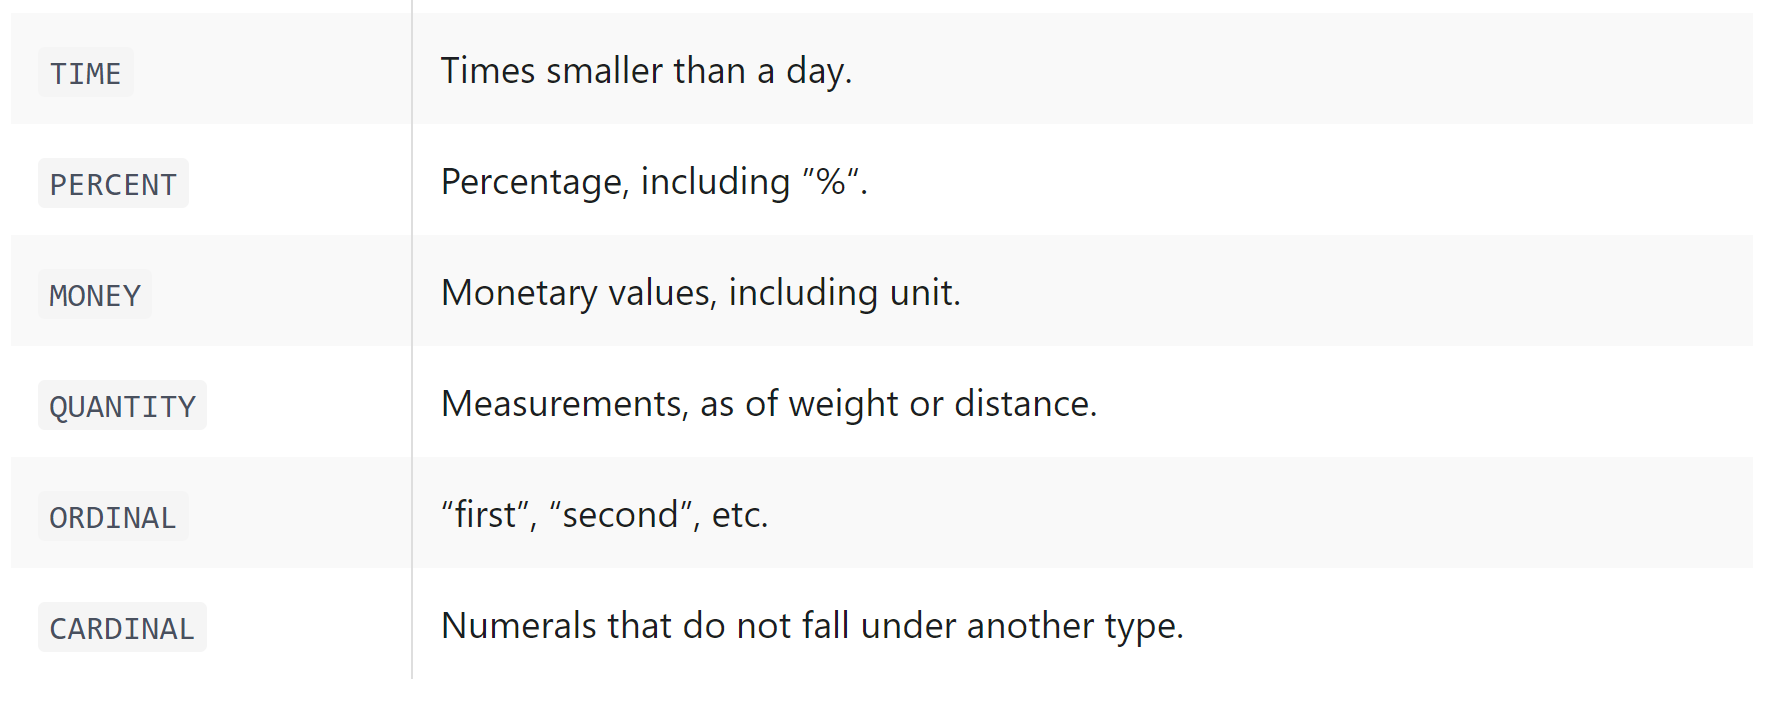 TIME Times smaller than a day.
PERCENT Percentage, including ”%“.
MONEY Monetary values, including unit.
QUANTITY Measurements, as of weight or distance.
ORDINAL “first”, “second”, etc.
CARDINAL Numerals that do not fall under another type.